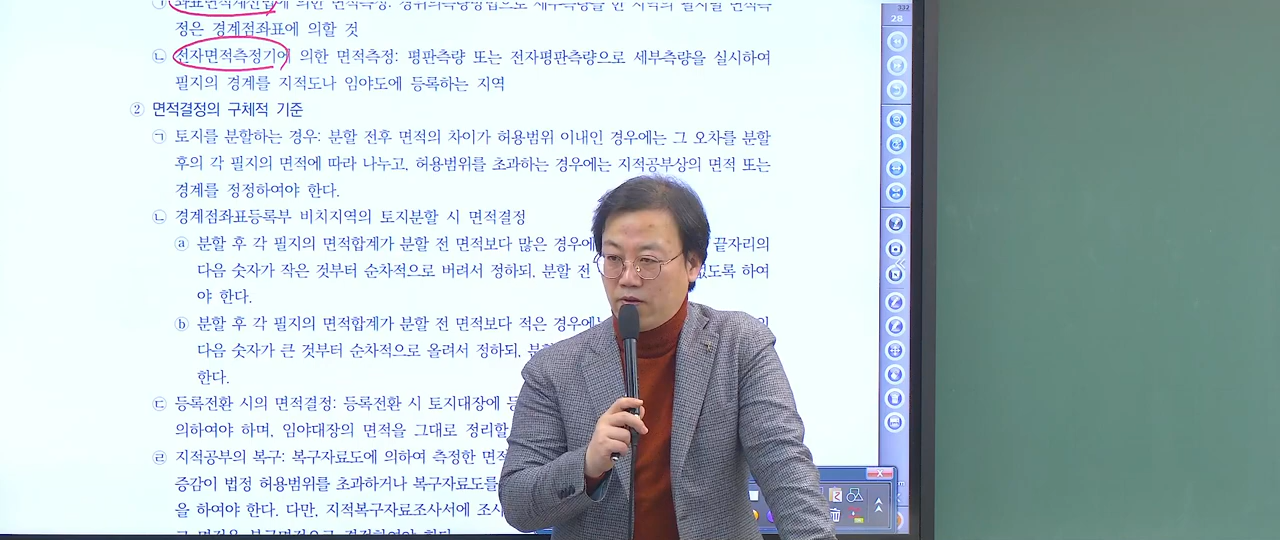 ㉠ 좌표면적계산법에 의한 면적측정: 경위의측량방법으로 세부측량을 한 지역의 필지별 면적측
정은 경계점좌표에 의할 것
㉡ 전자면적측정기에 의한 면적측정: 평판측량 또는 전자평판측량으로 세부측량을 실시하여
필지의 경계를 지적도나 임야도에 등록하는 지역
② 면적결정의 구체적 기준
㉠ 토지를 분할하는 경우: 분할 전후 면적의 차이가 허용범위 이내인 경우에는 그 오차를 분할
후의 각 필지의 면적에 따라 나누고, 허용범위를 초과하는 경우에는 지적공부상의 면적 또는
경계를 정정하여야 한다.
㉡ 경계점좌표등록부 비치지역의 토지분할 시 면적결정
ⓐ 분할 후 각 필지의 면적합계가 분할 전 면적보다 많은 경우에 끝자리의
다음 숫자가 작은 것부터 순차적으로 버려서 정하되, 분할 전 없도록 하여
야 한다.
ⓑ 분할 후 각 필지의 면적합계가 분할 전 면적보다 적은 경우에 의
다음 숫자가 큰 것부터 순차적으로 올려서 정하되,
한다.
㉢ 등록전환 시의 면적결정: 등록전환 시 토지대장에
의하여야 하며, 임야대장의 면적을 그대로 정리할
㉣ 지적공부의 복구: 복구자료도에 의하여 측정한 면적
증감이 법정 허용범위를 초과하거나 복구자료도를
을 하여야 한다. 다만, 지적복구자료조사서에
332
28